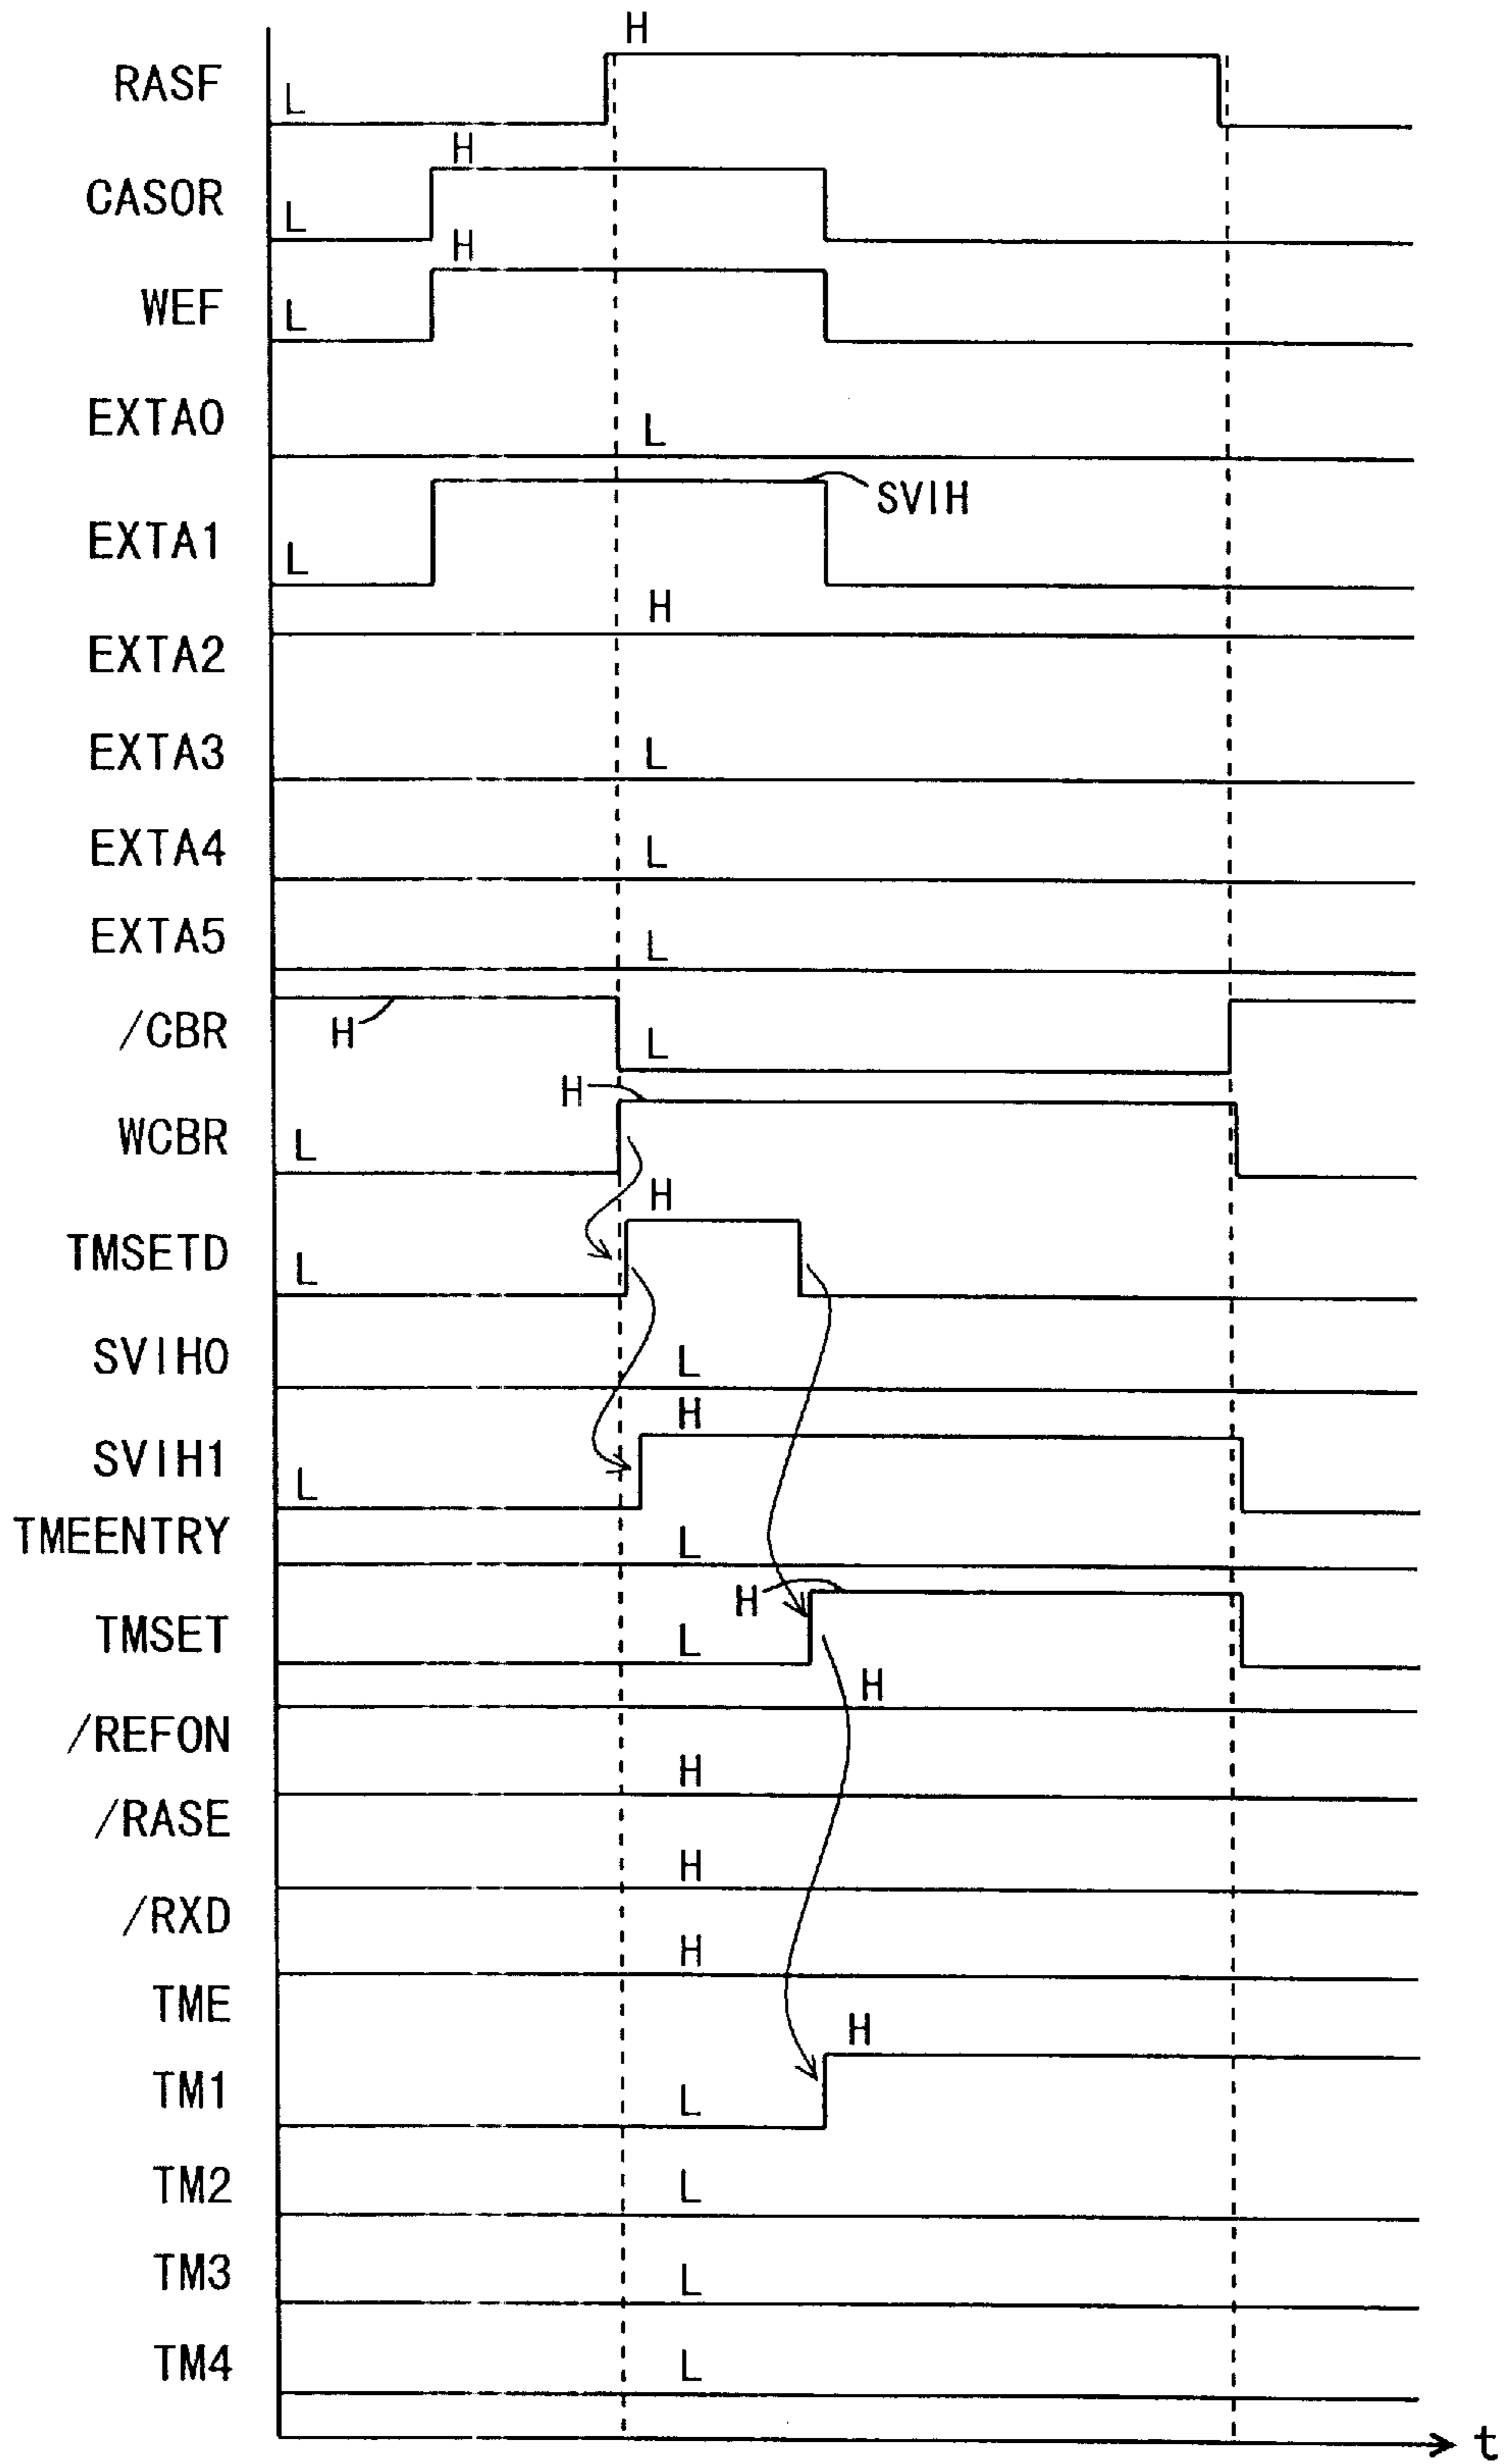 H
RASF L
H
CASOR L
H
WEF L
EXTA0 L
EXTA1 L SVIH
H
EXTA2
EXTA3 L
EXTA4 L
EXTA5 L
/CBR H L
H
WCBR L
H
TMSETD L
SVIH0 L
H
SVIH1 L
TMEENTRY L
H
TMSET L
H
/REFON
H
/RASE
H
/RXD
H
TME
H
TM1 L
TM2 L
TM3 L
TM4 L
t